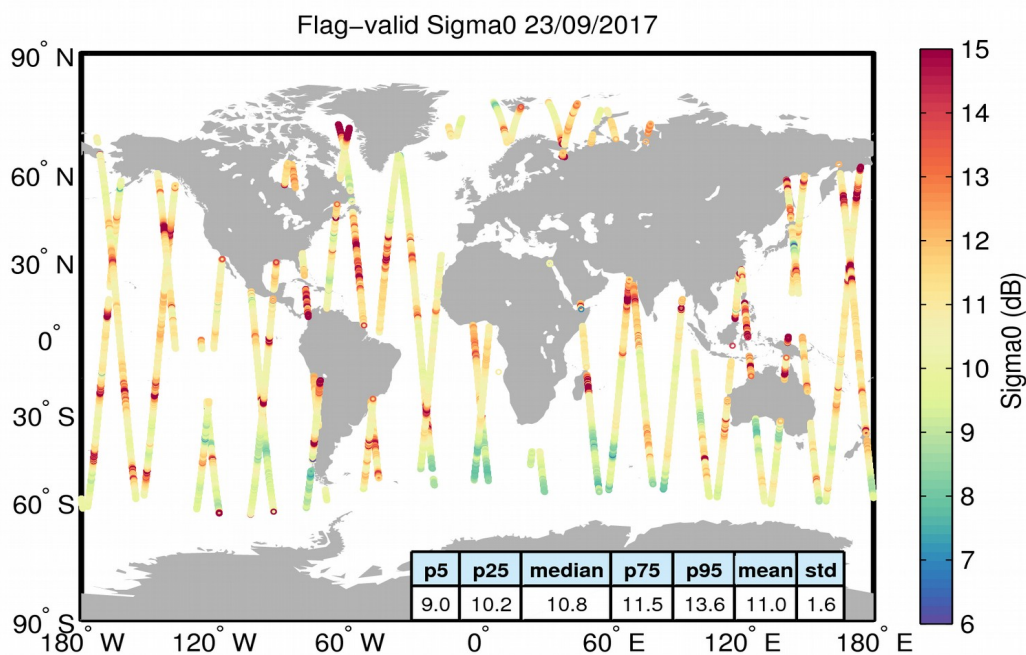 Flag−valid Sigma0 23/09/2017
90° N
60° N
30° N
0°
30° S
60° S
90° S
180° W
120° W
60° W
0°
60° E
120° E
180° E
15
14
13
12
11
10
9
8
7
6
Sigma0 (dB)
p5 p25 median p75 p95 mean std
9.0 10.2 10.8 11.5 13.6 11.0 1.6